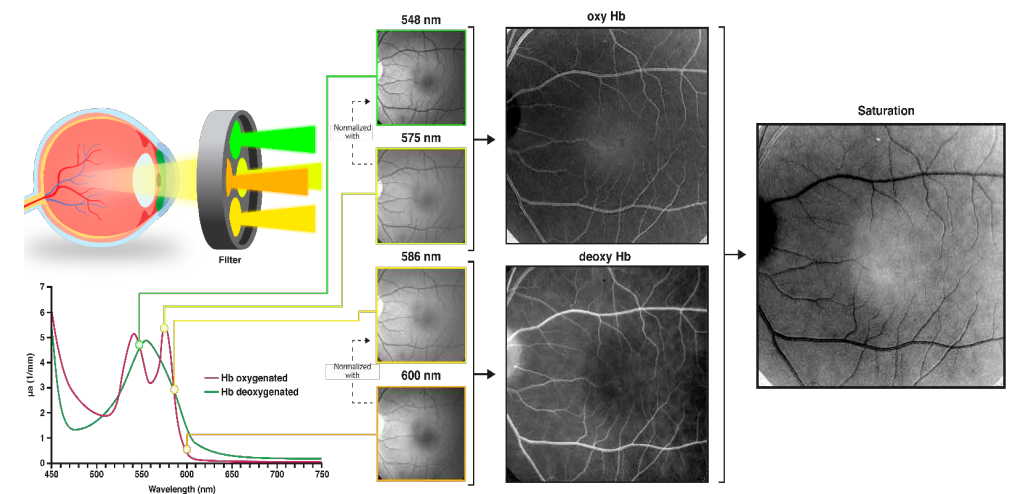 548 nm
oxy Hb
Saturation
Normalized
with
575 nm
Filter
586 nm
deoxy Hb
Normalized
with
600 nm
7
6
5
4
3
2
1
0
µa (1/mm)
Hb oxygenated
Hb deoxygenated
450 500 550 600 650 700 750
Wavelength (nm)